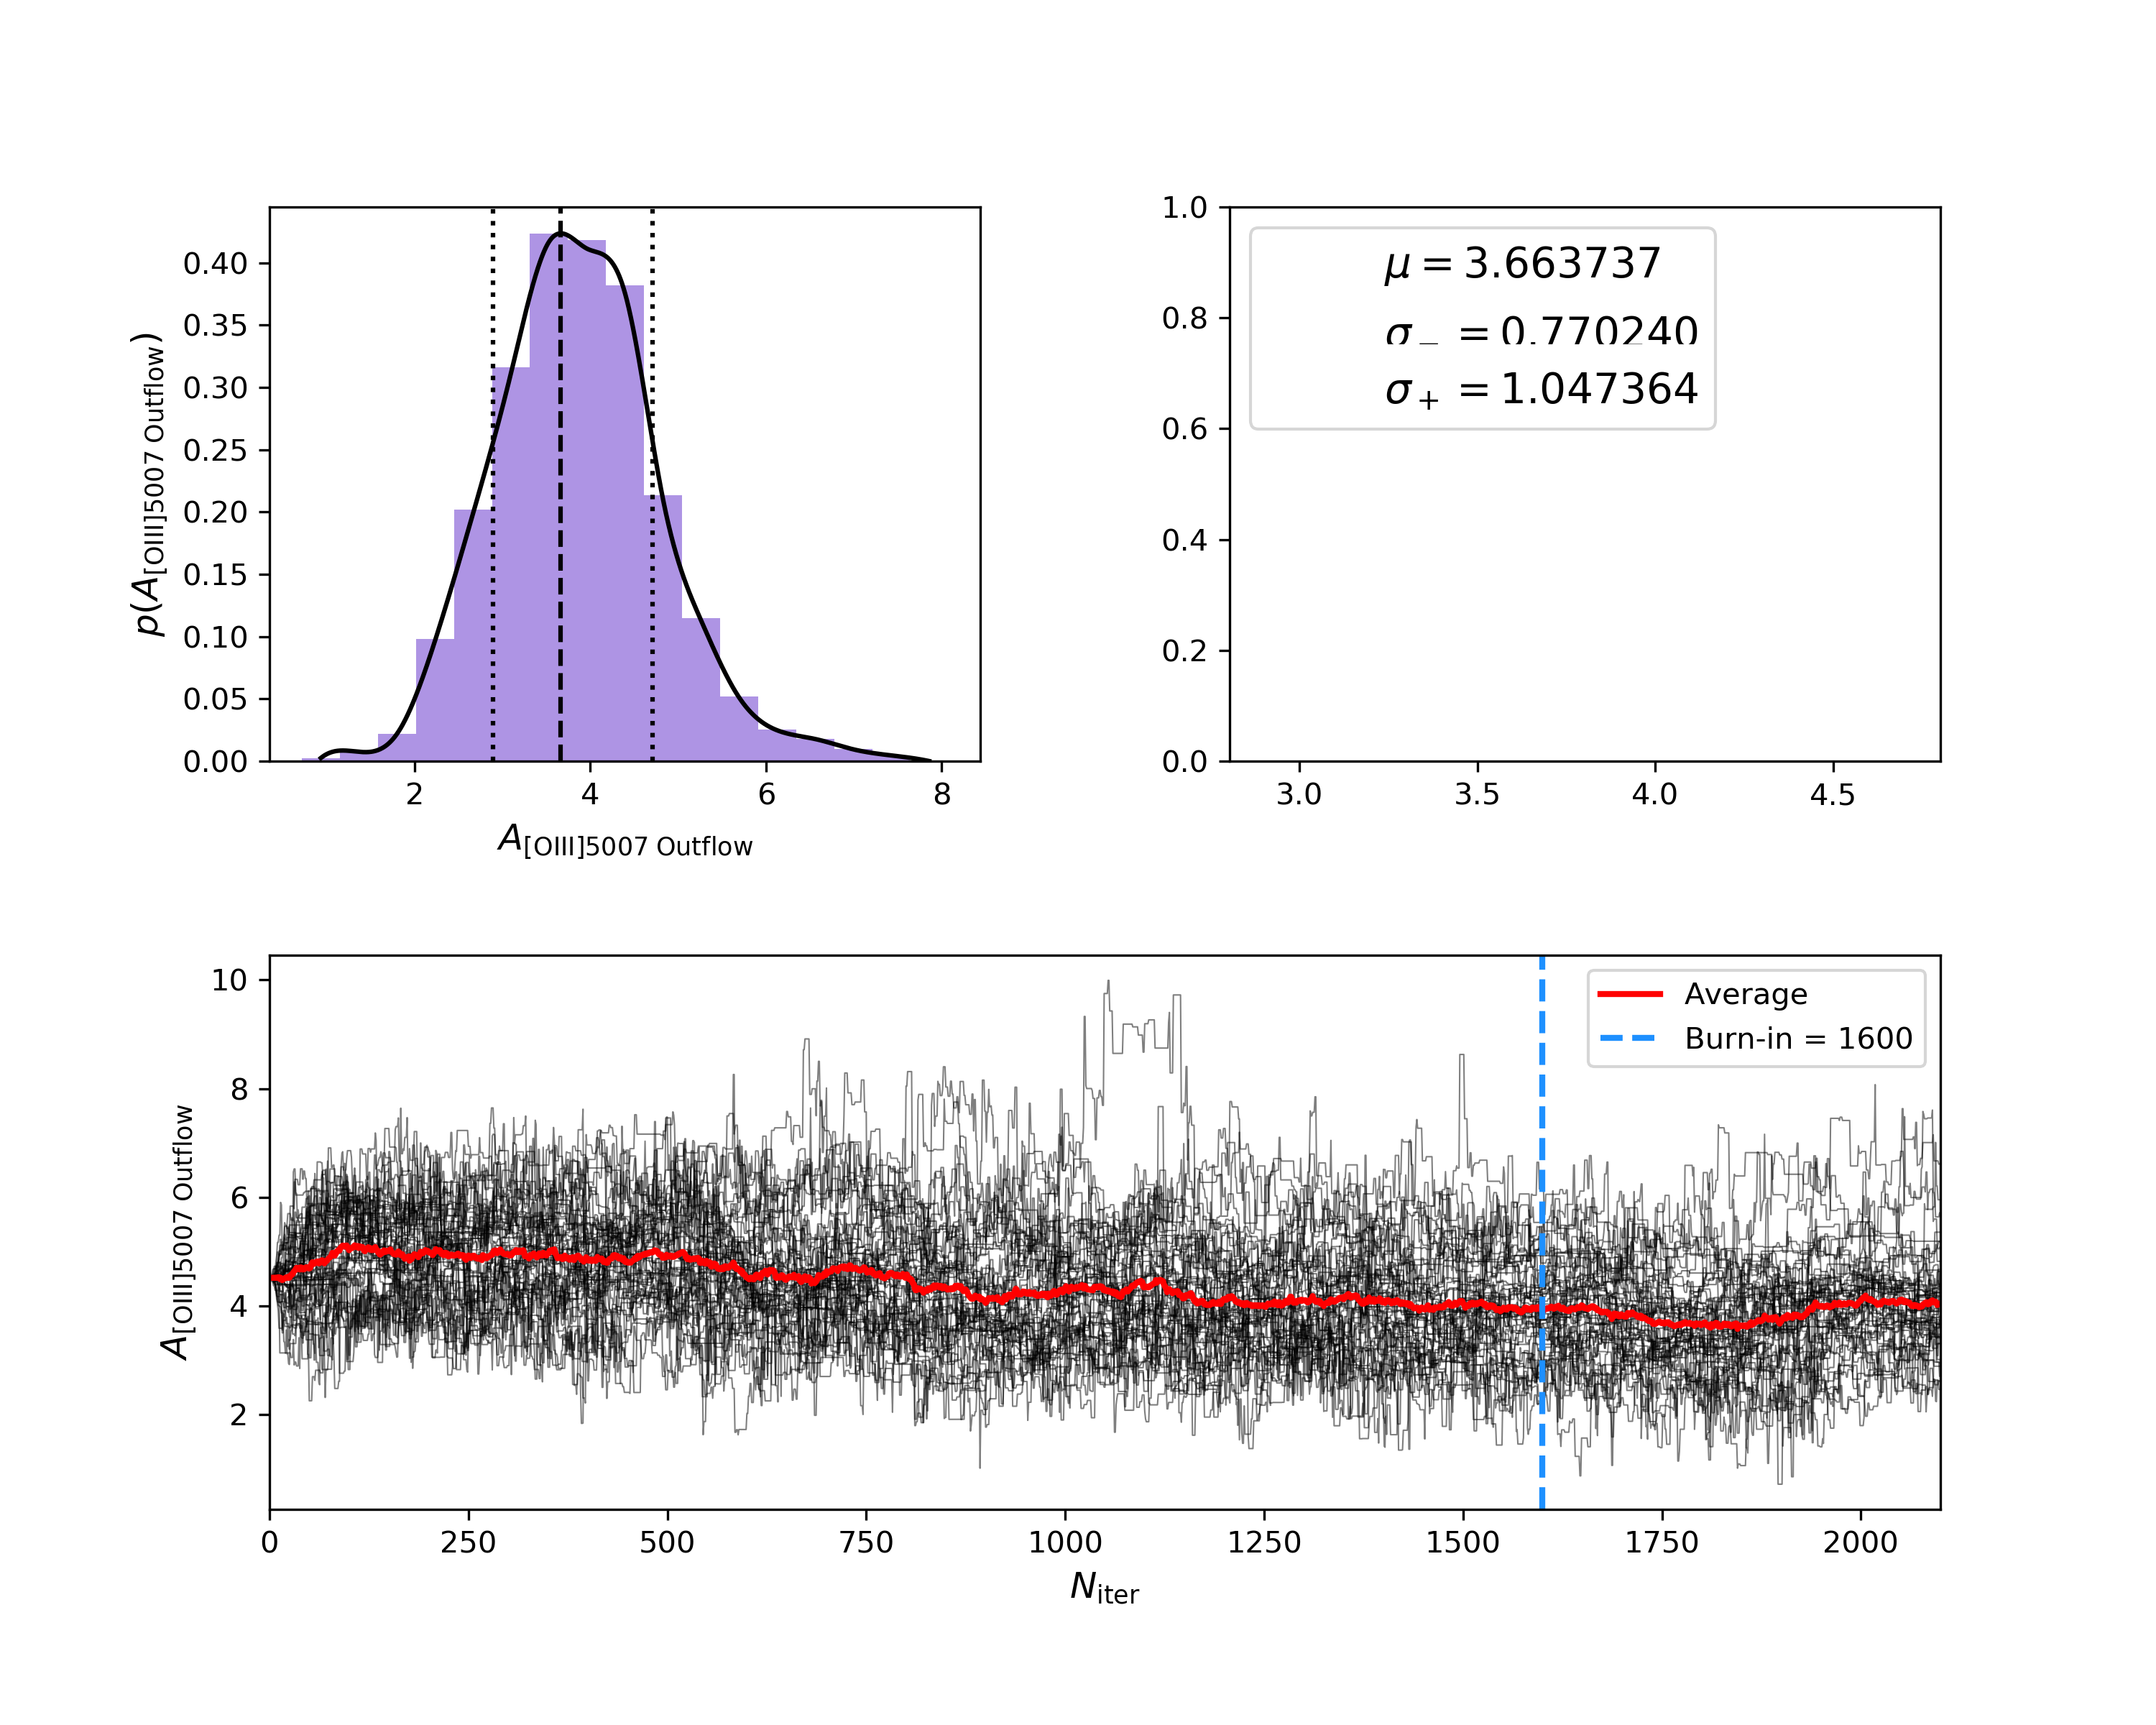 0.40
0.35
0.30
0.25
0.20
0.15
0.10
0.05
0.00
2 4 6 8
p(A[OIII]5007 Outflow)
A[OIII]5007 Outflow
1.0
0.8
0.6
0.4
0.2
0.0
3.0 3.5 4.0 4.5
μ = 3.663737
σ− = 0.770240
σ+ = 1.047364
10
8
6
4
2
A[OIII]5007 Outflow
Average
Burn-in = 1600
0 250 500 750 1000 1250 1500 1750 2000
Niter